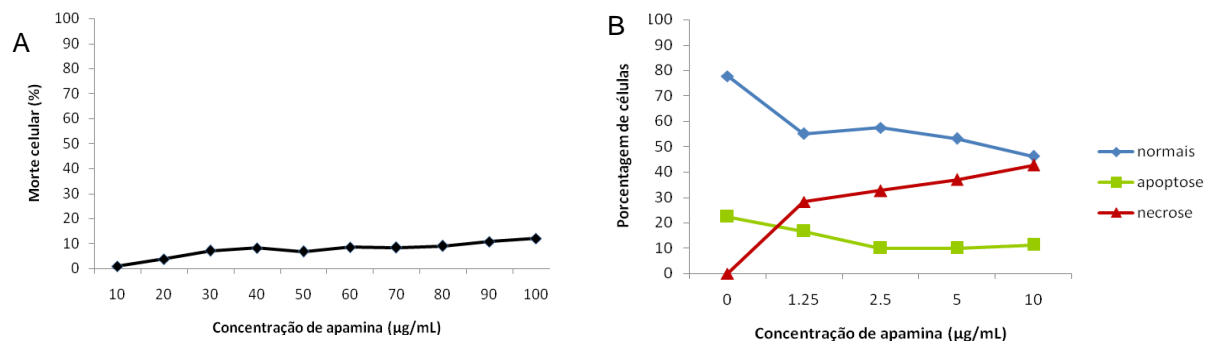 A
Morte celular (%)
100
90
80
70
60
50
40
30
20
10
0
10 20 30 40 50 60 70 80 90 100
Concentração de apamina (µg/mL)
B
Porcentagem de células
100
90
80
70
60
50
40
30
20
10
0
0 1.25 2.5 5 10
Concentração de apamina (µg/mL)
normais
apoptose
necrose